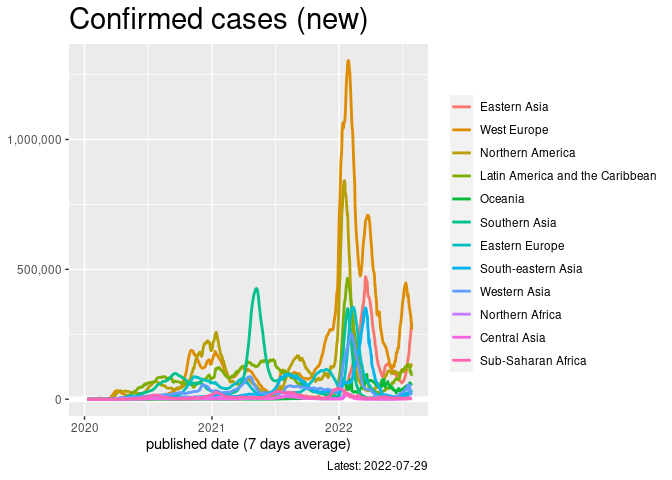 Confirmed cases (new)
1,000,000
500,000
0
2020
2021
2022
published date (7 days average)
Latest: 2022-07-29
Eastern Asia
West Europe
Northern America
Latin America and the Caribbean
Oceania
Southern Asia
Eastern Europe
South-eastern Asia
Western Asia
Northern Africa
Central Asia
Sub-Saharan Africa